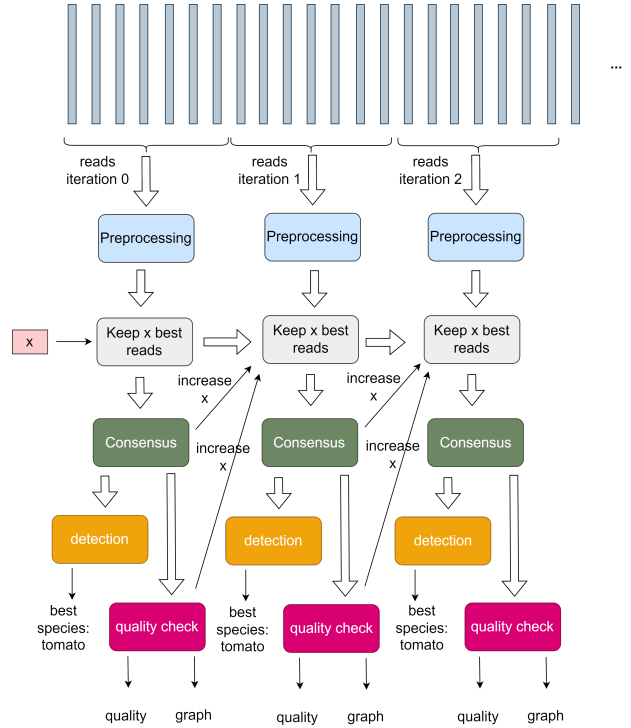 ...
reads
iteration 0
reads
iteration 1
reads
iteration 2
Preprocessing
Preprocessing
Preprocessing
x
Keep x best
reads
Keep x best
reads
Keep x best
reads
increase
x
increase
x
Consensus
Consensus
Consensus
increase
x
increase
x
detection
detection
detection
best
species:
tomato
quality check
best
species:
tomato
quality check
best
species:
tomato
quality check
quality
graph
quality
graph
quality
graph